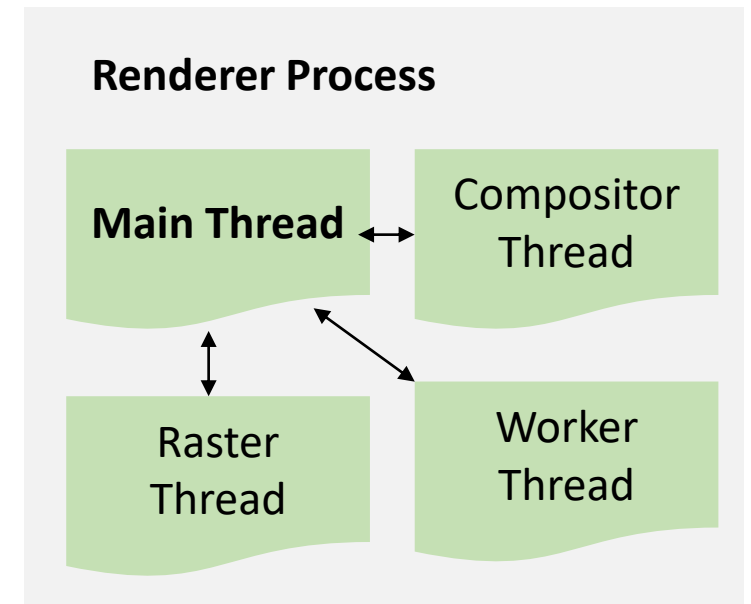 Renderer Process
Main Thread
Compositor
Thread
Raster
Thread
Worker
Thread